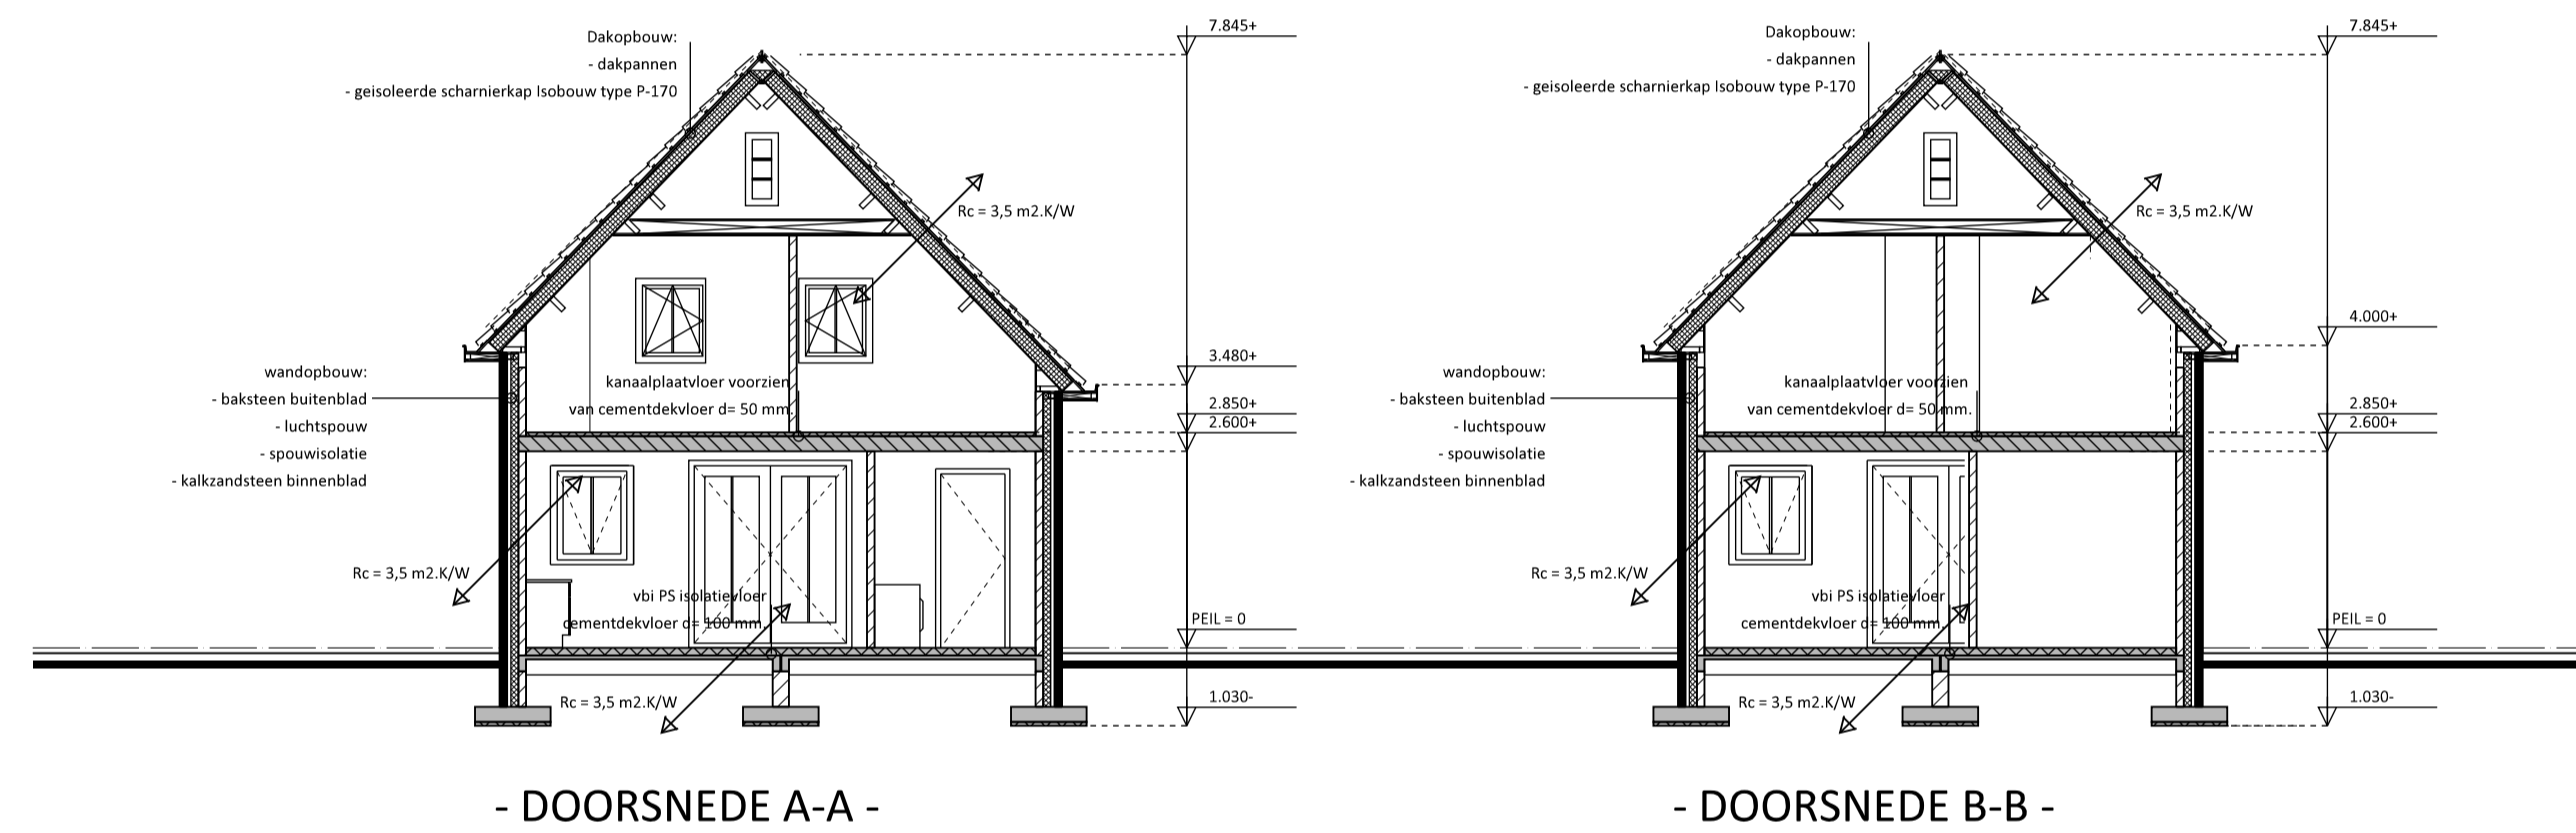 Dakopbouw:
- dakpannen
- geisoleerde scharnierkap Isobouw type P-170
7.845+
Rc = 3,5 m2.K/W
3.480+
2.850+
2.600+
wandopbouw:
- baksteen buitenblad
- luchtspouw
- spouwisolatie
- kalkzandsteen binnenblad
kanaalplaatvloer voorzien
van cementdekvloer d= 50 mm.
Rc = 3,5 m2.K/W
vbi PS isolatievloer
cementdekvloer d= 100 mm.
PEIL = 0
Rc = 3,5 m2.K/W
1.030-
- DOORSNEDE A-A -
Dakopbouw:
- dakpannen
- geisoleerde scharnierkap Isobouw type P-170
7.845+
Rc = 3,5 m2.K/W
4.000+
2.850+
2.600+
wandopbouw:
- baksteen buitenblad
- luchtspouw
- spouwisolatie
- kalkzandsteen binnenblad
kanaalplaatvloer voorzien
van cementdekvloer d= 50 mm.
Rc = 3,5 m2.K/W
vbi PS isolatievloer
cementdekvloer d= 100 mm.
PEIL = 0
Rc = 3,5 m2.K/W
1.030-
- DOORSNEDE B-B -